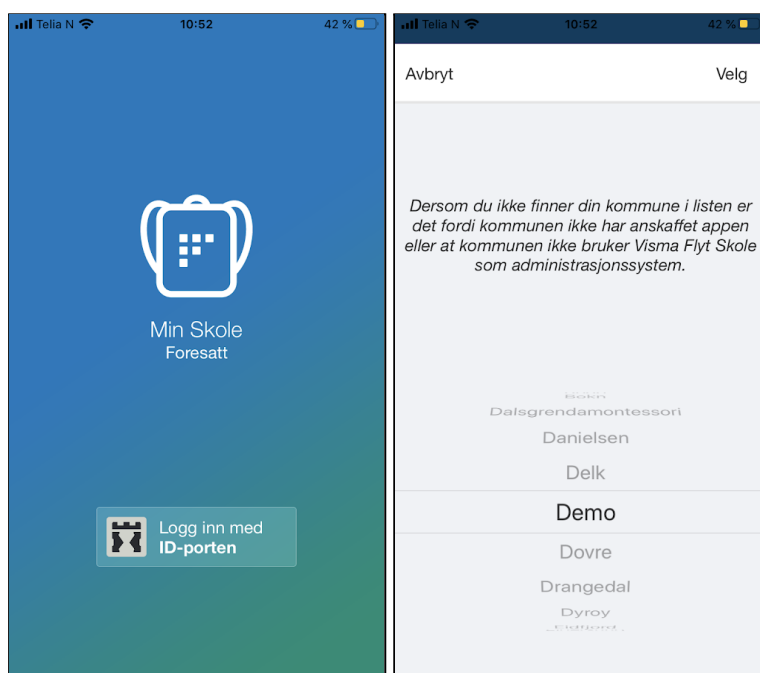 Telia N 10:52 42 %
Min Skole
Foresatt
Logg inn med
ID-porten
Telia N 10:52 42 %
Avbryt Velg
Dersom du ikke finner din kommune i listen er
det fordi kommunen ikke har anskaffet appen
eller at kommunen ikke bruker Visma Flyt Skole
som administrasjonssystem.
Bokn
Dalsgrendamontessori
Danielsen
Delk
Demo
Dovre
Drangedal
Dyroy
Eidfjord